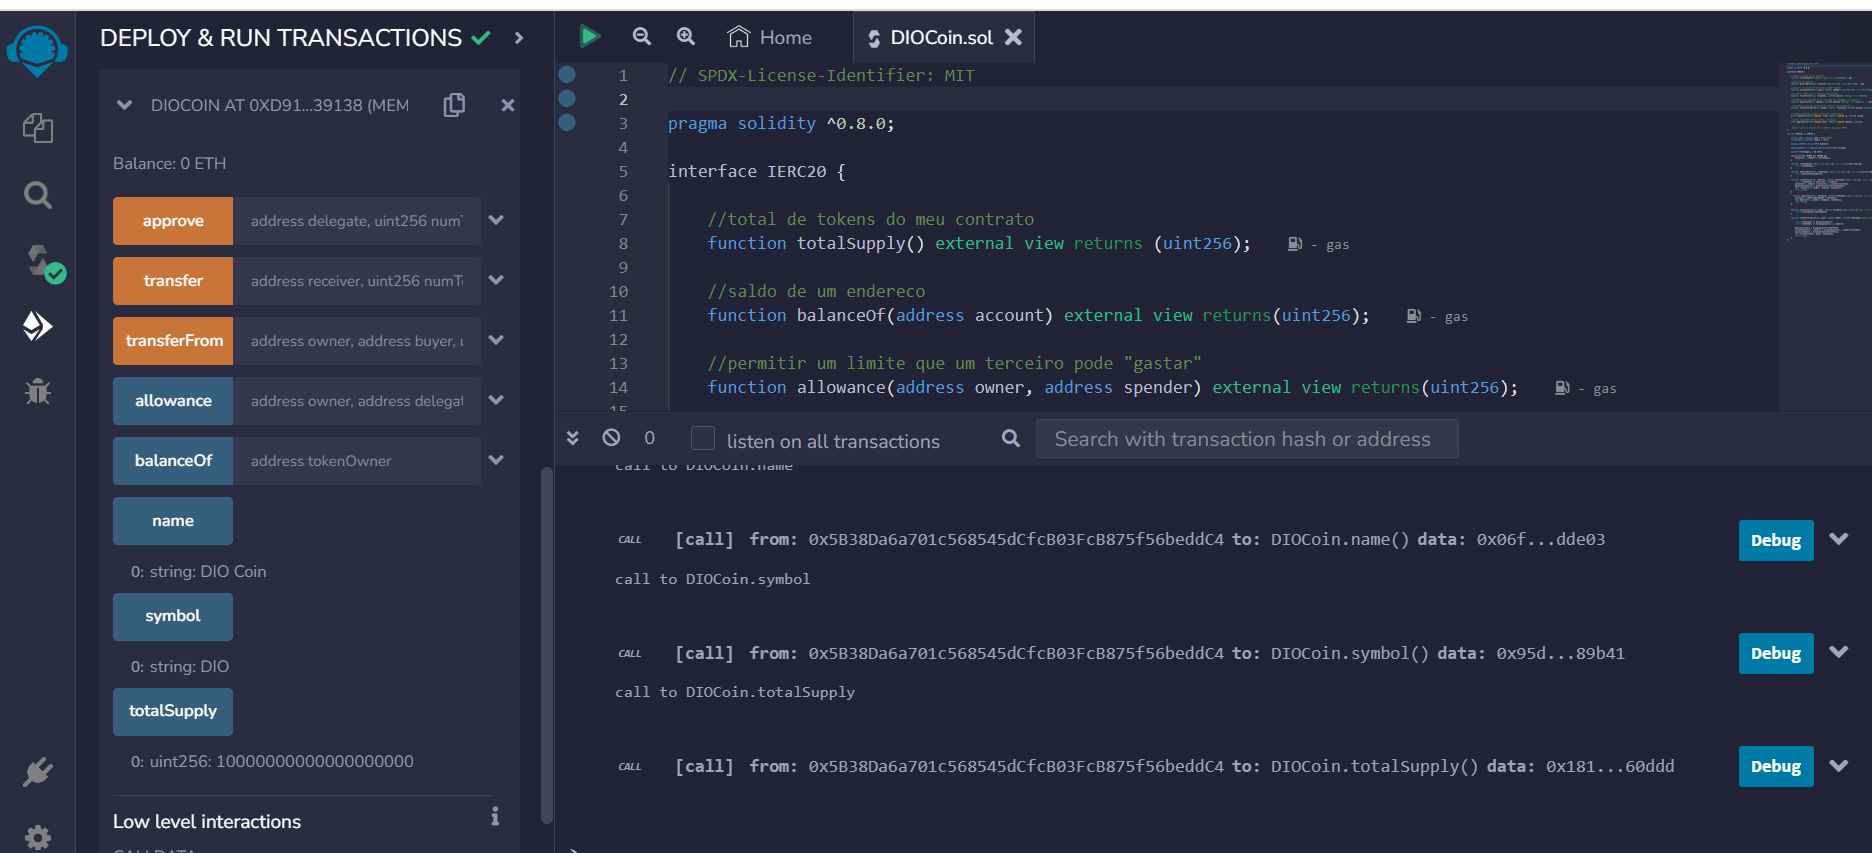 DEPLOY & RUN TRANSACTIONS
DIOCOIN AT 0XD91...39138 (MEM
Balance: 0 ETH
approve address delegate, uint256 numT
transfer address receiver, uint256 numT
transferFrom address owner, address buyer, u
allowance address owner, address delegat
balanceOf address tokenOwner
name
0: string: DIO Coin
symbol
0: string: DIO
totalSupply
0: uint256: 10000000000000000000
Low level interactions
i
CALLDATA
Home
DIOCoin.sol
1 // SPDX-License-Identifier: MIT
2
3 pragma solidity ^0.8.0;
4
5 interface IERC20 {
6
7 //total de tokens do meu contrato
8 function totalSupply() external view returns (uint256); - gas
9
10 //saldo de um endereco
11 function balanceOf(address account) external view returns(uint256); - gas
12
13 //permitir um limite que um terceiro pode "gastar"
14 function allowance(address owner, address spender) external view returns(uint256); - gas
15
0 listen on all transactions Search with transaction hash or address
call to DIOCoin.name
CALL [call] from: 0x5B38Da6a701c568545dCfcB03FcB875f56beddC4 to: DIOCoin.name() data: 0x06f...dde03 Debug
call to DIOCoin.symbol
CALL [call] from: 0x5B38Da6a701c568545dCfcB03FcB875f56beddC4 to: DIOCoin.symbol() data: 0x95d...89b41 Debug
call to DIOCoin.totalSupply
CALL [call] from: 0x5B38Da6a701c568545dCfcB03FcB875f56beddC4 to: DIOCoin.totalSupply() data: 0x181...60ddd Debug
>